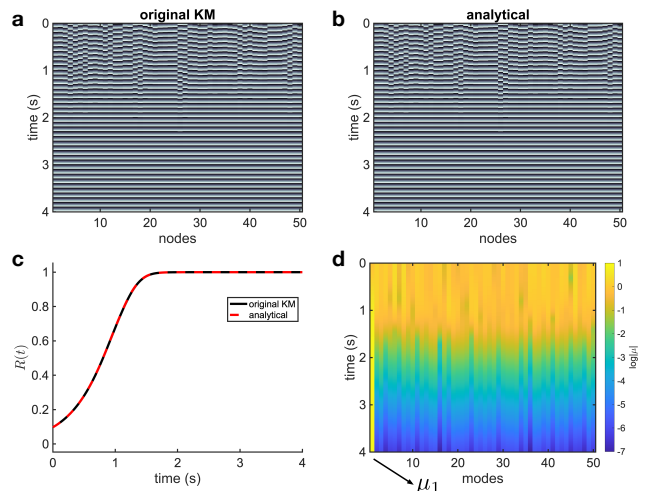 a
original KM
0
1
2
3
4
time (s)
10 20 30 40 50
nodes
b
analytical
0
1
2
3
4
time (s)
10 20 30 40 50
nodes
c
1
0.8
0.6
0.4
0.2
0
R(t)
original KM
analytical
0 1 2 3 4
time (s)
d
0
1
2
3
4
time (s)
10 20 30 40 50
modes
μ₁
1
0
-1
-2
-3
-4
-5
-6
-7
log|μ|